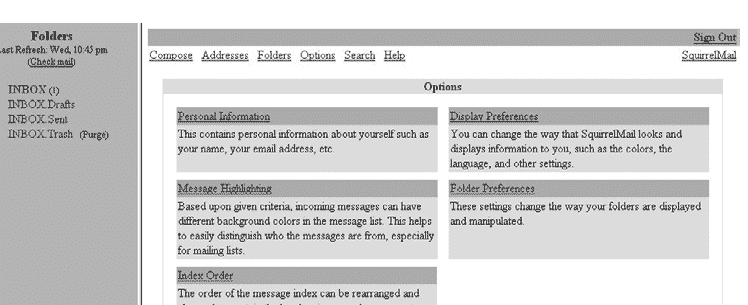 Folders
Last Refresh: Wed, 10:45 pm
(Check mail)
INBOX (1)
INBOX.Drafts
INBOX.Sent
INBOX.Trash (Purge)
Sign Out
Compose Addresses Folders Options Search Help SquirrelMail
Options
Personal Information
This contains personal information about yourself such as
your name, your email address, etc.
Display Preferences
You can change the way that SquirrelMail looks and
displays information to you, such as the colors, the
language, and other settings.
Message Highlighting
Based upon given criteria, incoming messages can have
different background colors in the message list. This helps
to easily distinguish who the messages are from, especially
for mailing lists.
Folder Preferences
These settings change the way your folders are displayed
and manipulated.
Index Order
The order of the message index can be rearranged and